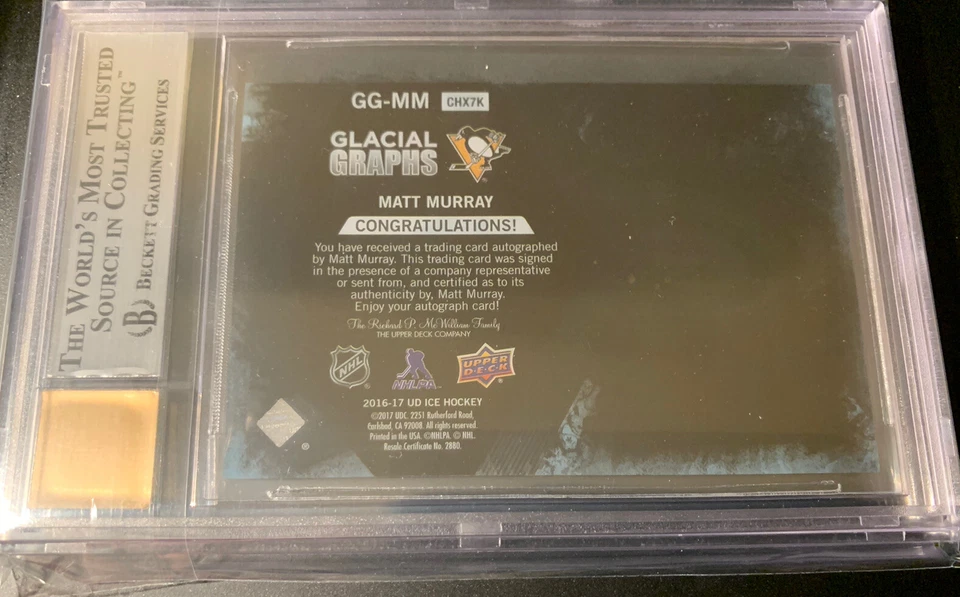 THE WORLD'S MOST TRUSTED
SOURCE IN COLLECTING™
B
BECKETT GRADING SERVICES
GG-MM CHX7K
GLACIAL
GRAPHS
MATT MURRAY
CONGRATULATIONS!
You have received a trading card autographed
by Matt Murray. This trading card was signed
in the presence of a company representative
or sent from, and certified as to its
authenticity by, Matt Murray.
Enjoy your autograph card!
The Richard P. McWilliam Family
THE UPPER DECK COMPANY
NHL
NHLPA
UPPER
DECK
2016-17 UD ICE HOCKEY
©2017 UDC, 2251 Rutherford Road,
Carlsbad, CA 92008. All rights reserved.
Printed in the USA. ©NHLPA. © NHL.
Resale Certificate No. 2880.
®